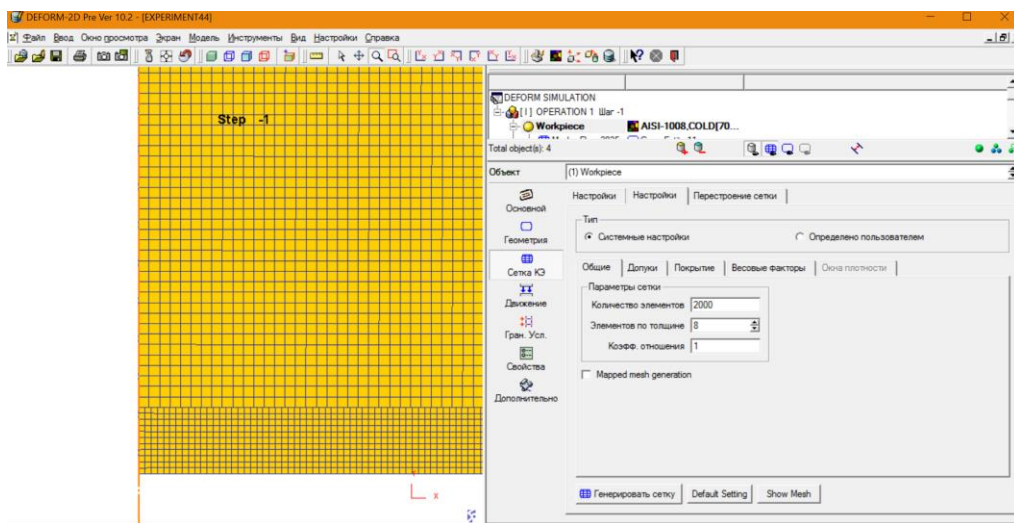 DEFORM-2D Pre Ver 10.2 - [EXPERIMENT44]
Файл Ввод Окно просмотра Экран Модель Инструменты Вид Настройки Справка
Step -1
DEFORM SIMULATION
[1] OPERATION 1 Шаг -1
Workpiece AISI-1008,COLD[70...
Total object(s): 4
Объект (1) Workpiece
Основной
Геометрия
Сетка КЭ
Движение
Гран. Усл.
Свойства
Дополнительно
Настройки Настройки Перестроение сетки
Тип
Системные настройки Определено пользователем
Общие Допуки Покрытие Весовые факторы Окна плотности
Параметры сетки
Количество элементов 2000
Элементов по толщине 8
Коэфф. отношения 1
Mapped mesh generation
Генерировать сетку Default Setting Show Mesh
X